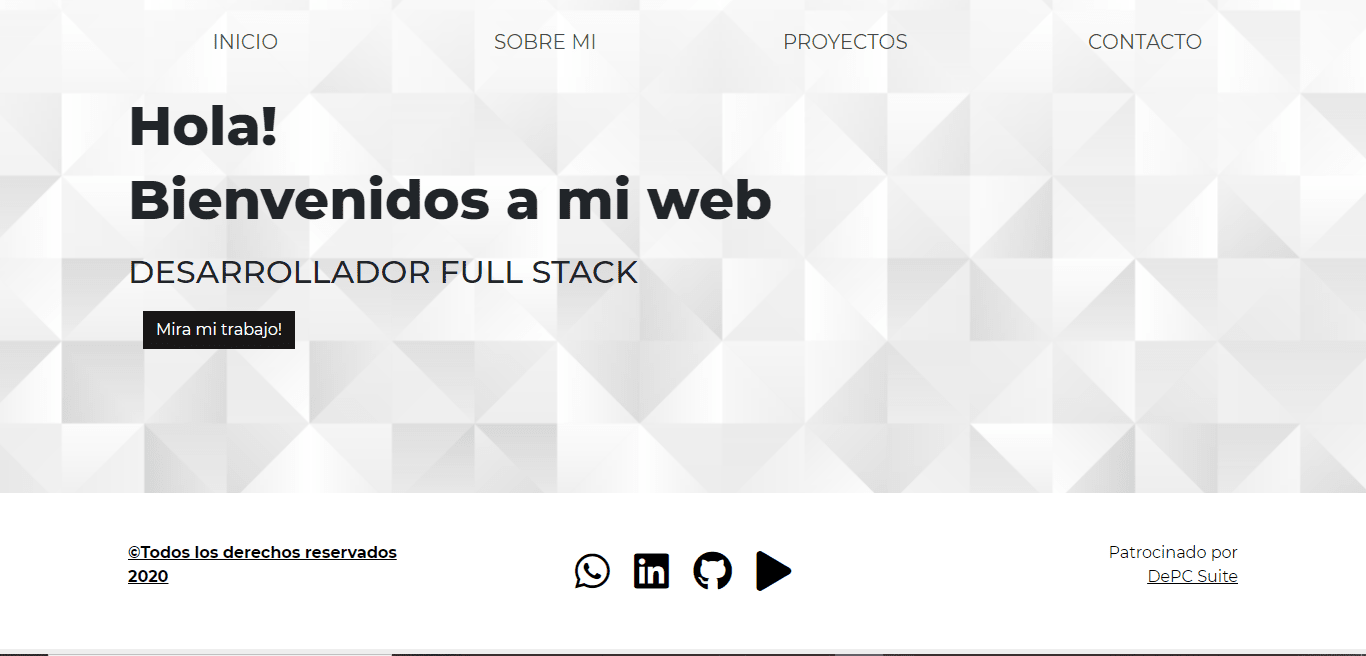 INICIO SOBRE MI PROYECTOS CONTACTO
Hola!
Bienvenidos a mi web
DESARROLLADOR FULL STACK
Mira mi trabajo!
©Todos los derechos reservados
2020
in
Patrocinado por
DePC Suite